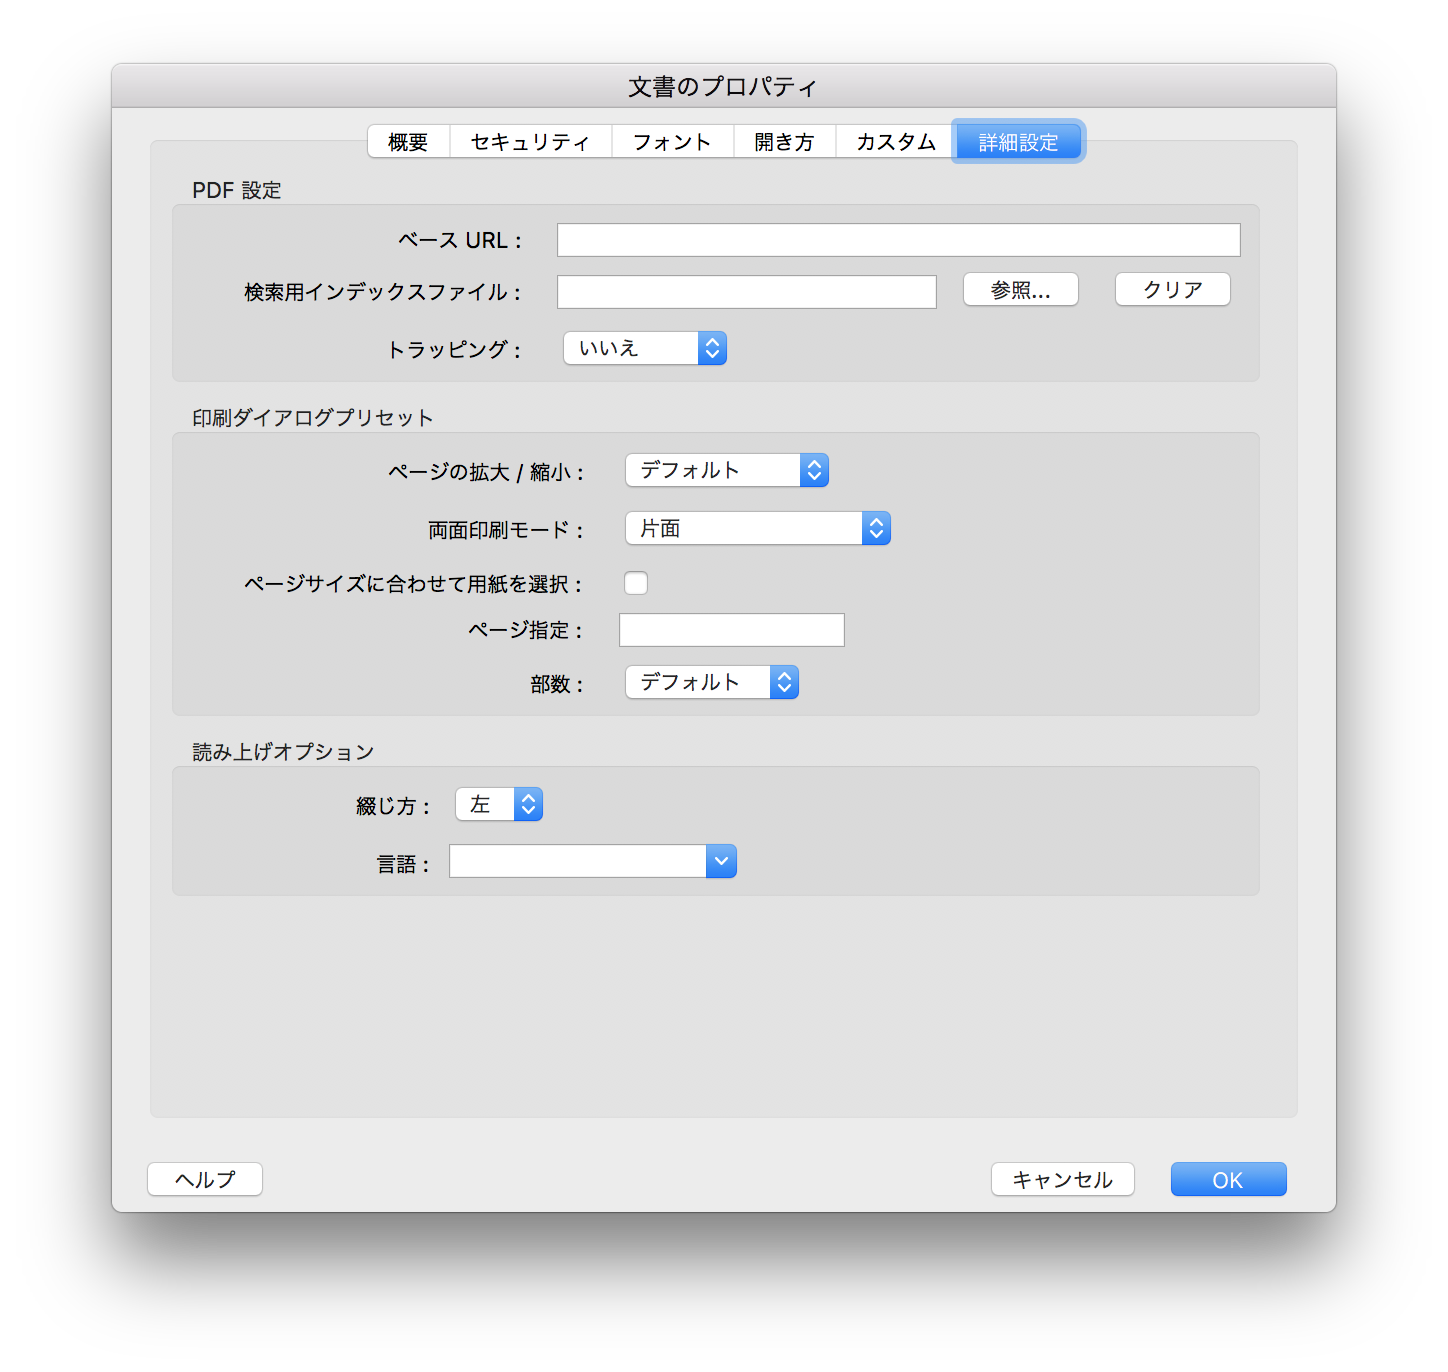 文書のプロパティ
概要 セキュリティ フォント 開き方 カスタム 詳細設定
PDF 設定
ベース URL :
検索用インデックスファイル : 参照... クリア
トラッピング : いいえ
印刷ダイアログプリセット
ページの拡大 / 縮小 : デフォルト
両面印刷モード : 片面
ページサイズに合わせて用紙を選択 :
ページ指定 :
部数 : デフォルト
読み上げオプション
綴じ方 : 左
言語 :
ヘルプ キャンセル OK